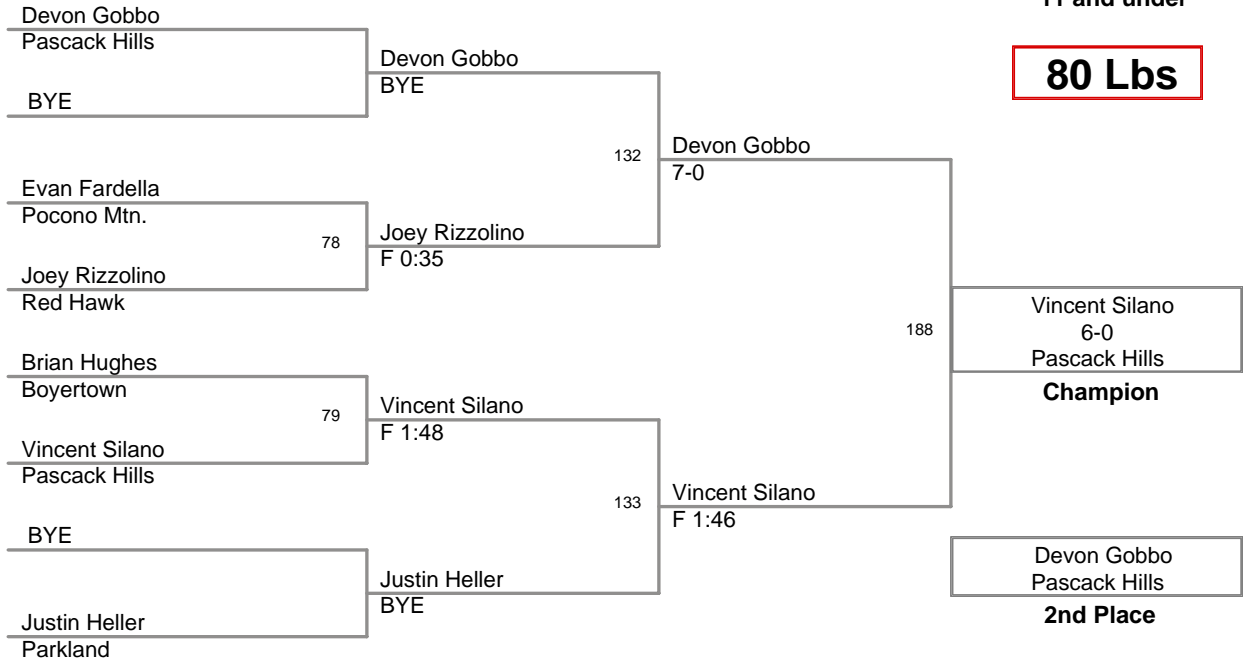 11 and under
80 Lbs
Devon Gobbo
Pascack Hills
BYE
Devon Gobbo
BYE
Evan Fardella
Pocono Mtn.
78
Joey Rizzolino
Red Hawk
Joey Rizzolino
F 0:35
132
Devon Gobbo
7-0
Brian Hughes
Boyertown
79
Vincent Silano
Pascack Hills
Vincent Silano
F 1:48
BYE
Justin Heller
Parkland
Justin Heller
BYE
133
Vincent Silano
F 1:46
188
Vincent Silano
6-0
Pascack Hills
Champion
Devon Gobbo
Pascack Hills
2nd Place